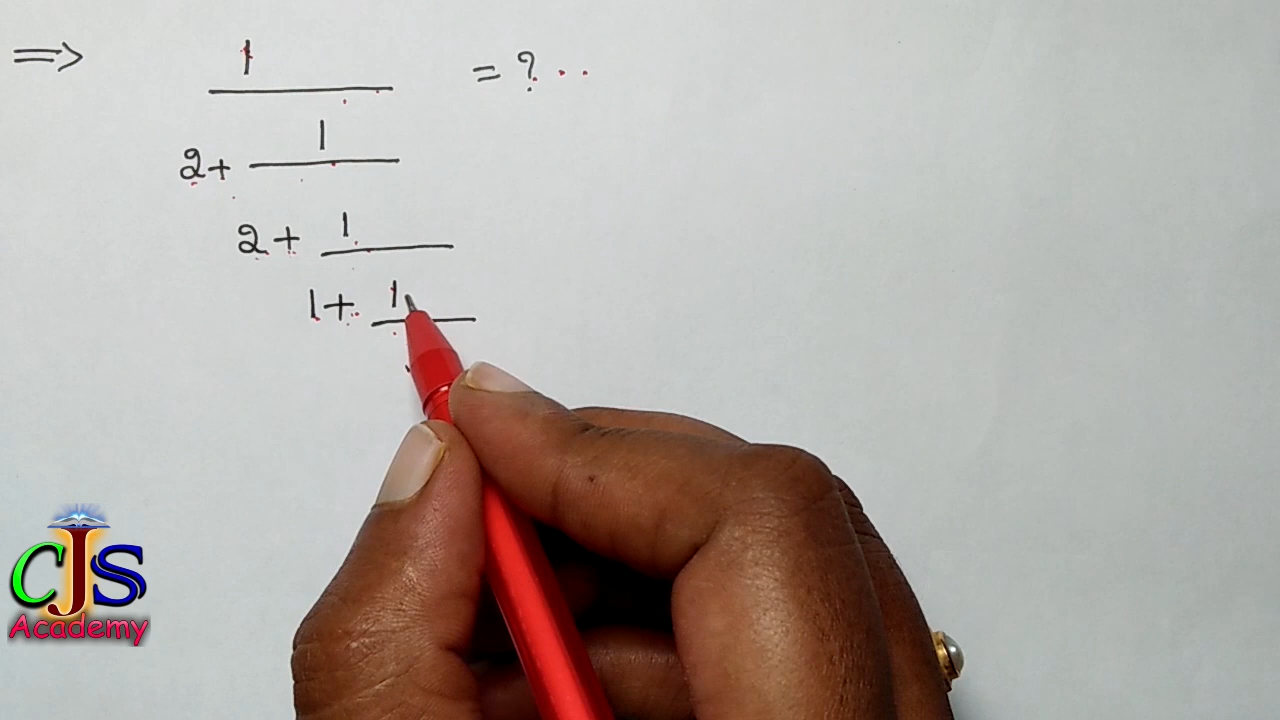 ⇒ 1 = ?
2 + 1
2 + 1
1 + 1
CJS
Academy